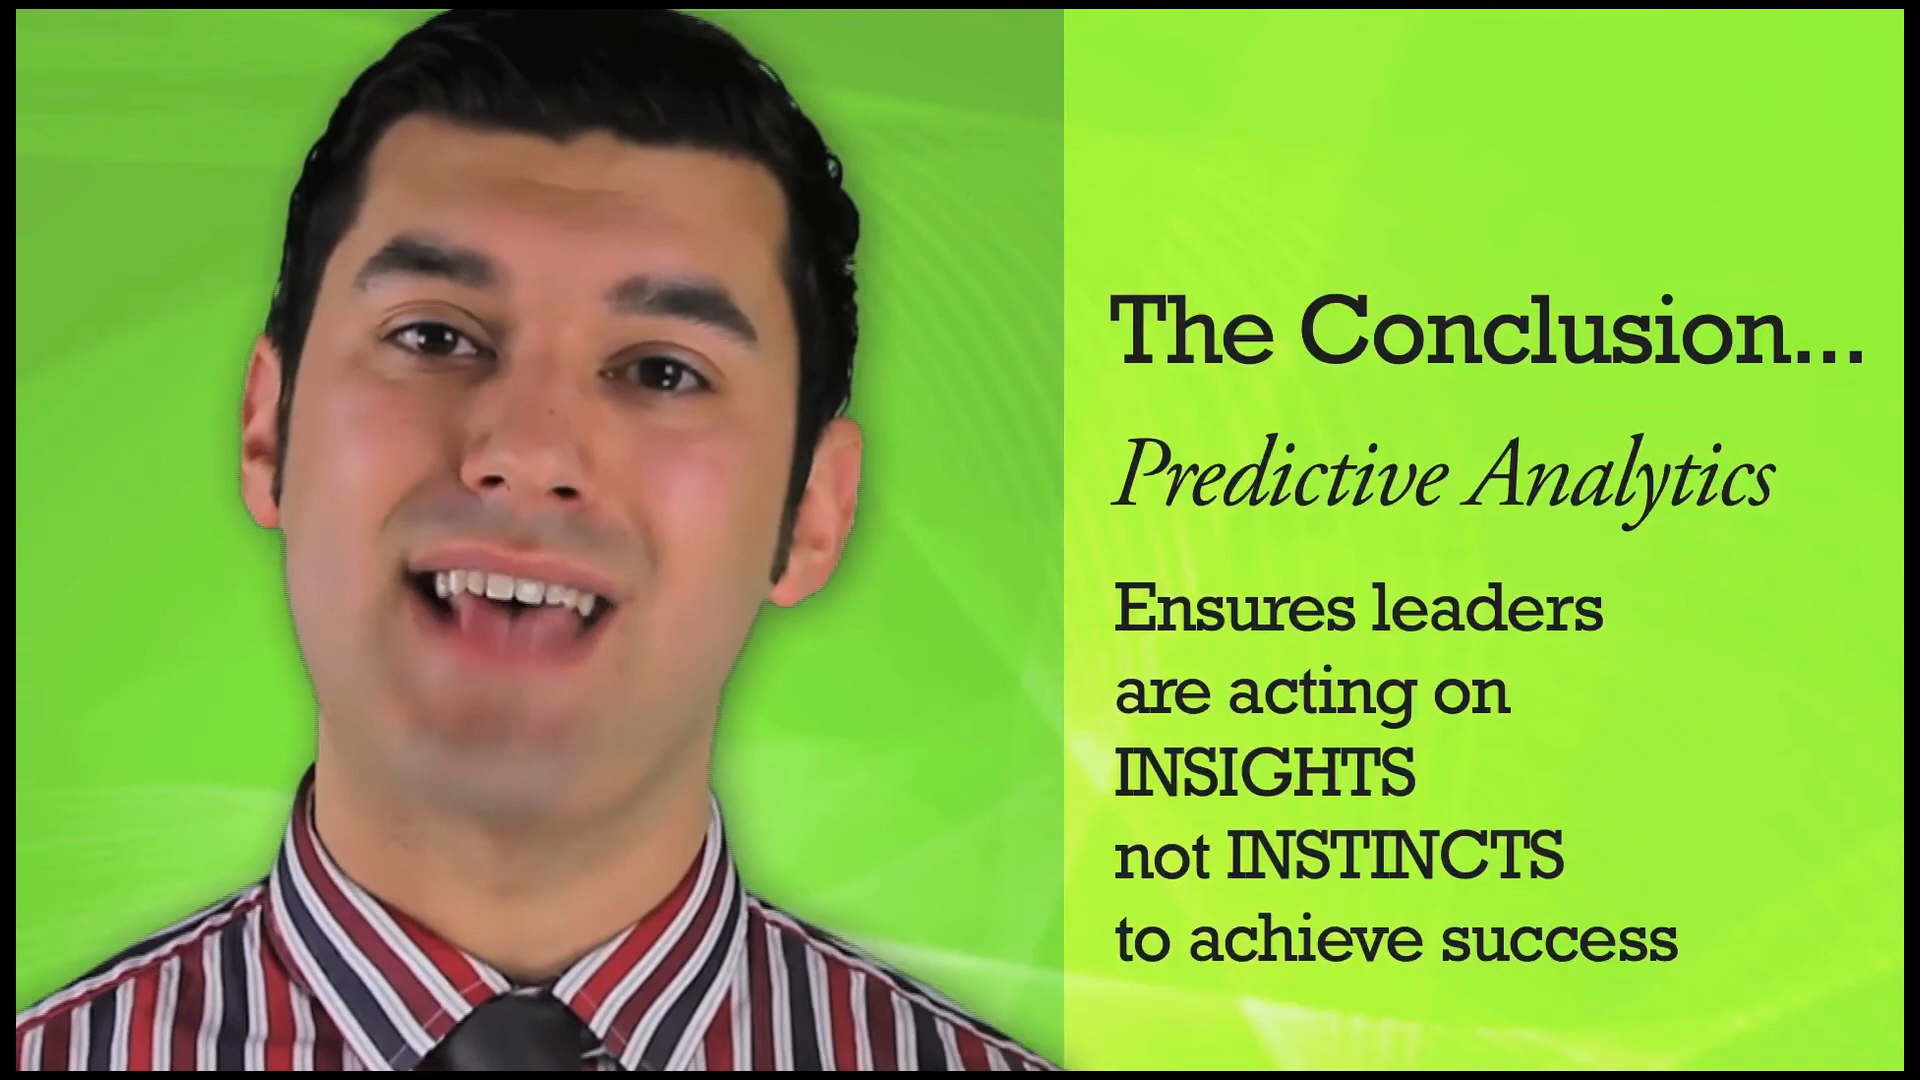 The Conclusion...
Predictive Analytics
Ensures leaders
are acting on
INSIGHTS
not INSTINCTS
to achieve success